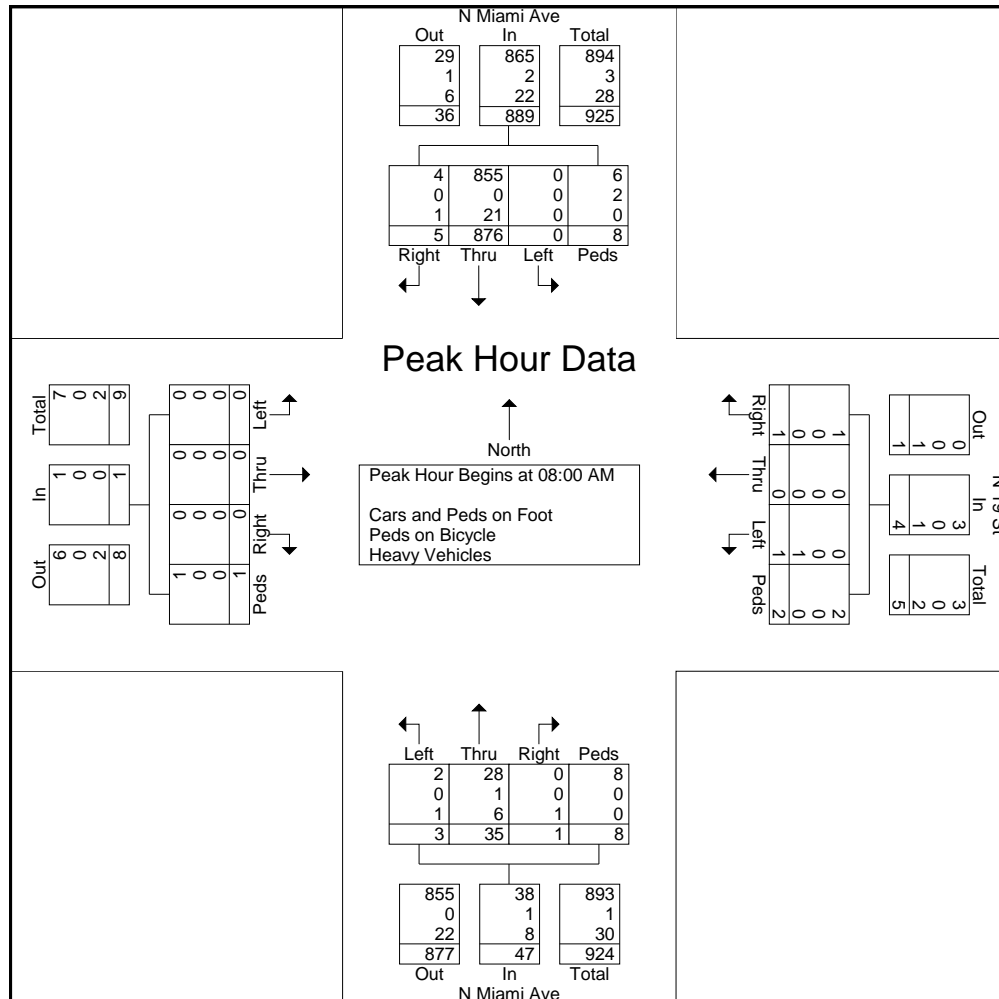 N Miami Ave
Out In Total
29 865 894
1 2 3
6 22 28
36 889 925
4 855 0 6
0 0 0 2
1 21 0 0
5 876 0 8
Right Thru Left Peds
Peak Hour Data
North
Peak Hour Begins at 08:00 AM
Cars and Peds on Foot
Peds on Bicycle
Heavy Vehicles
Total
7 0 2 9
In
1 0 0 1
Out
6 0 2 8
0 0 0 0
Left
0 0 0 0
Thru
0 0 0 0
Right
1 0 0 1
Peds
Right
1 0 0 1
Thru
0 0 0 0
Left
0 0 1 1
Peds
2 0 0 2
Out
0 0 1 1
In
3 0 1 4
Total
3 0 2 5
Left Thru Right Peds
2 28 0 8
0 1 0 0
1 6 1 0
3 35 1 8
855 38 893
0 1 1
22 8 30
877 47 924
Out In Total
N Miami Ave